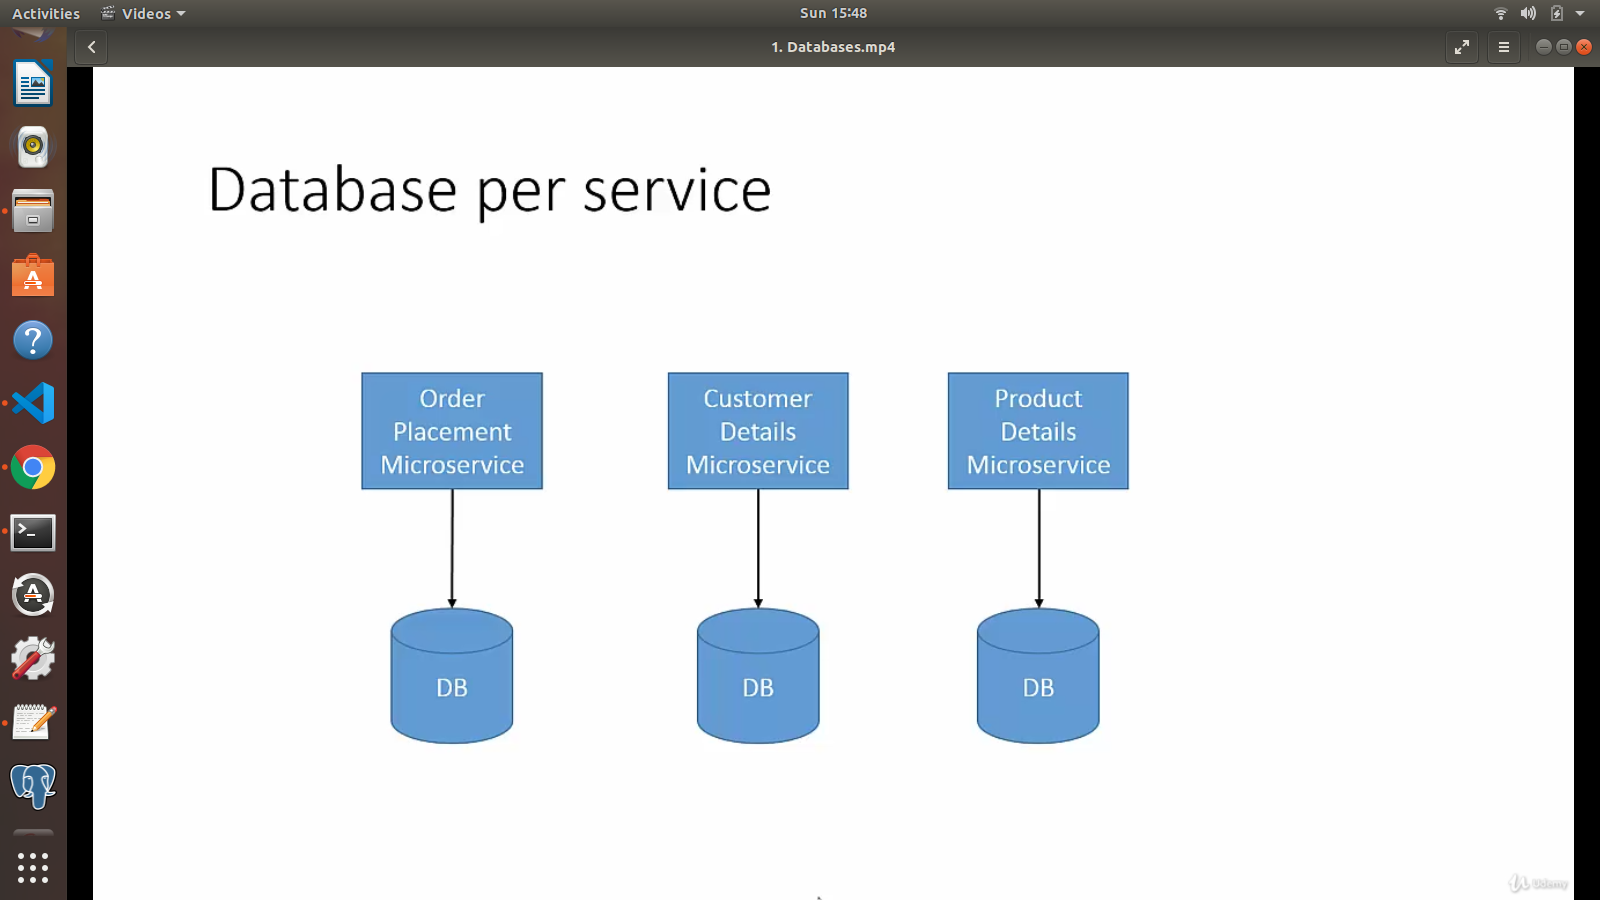 Activities
Videos
Sun 15:48
1. Databases.mp4
Database per service
Order
Placement
Microservice
Customer
Details
Microservice
Product
Details
Microservice
DB
DB
DB
Udemy